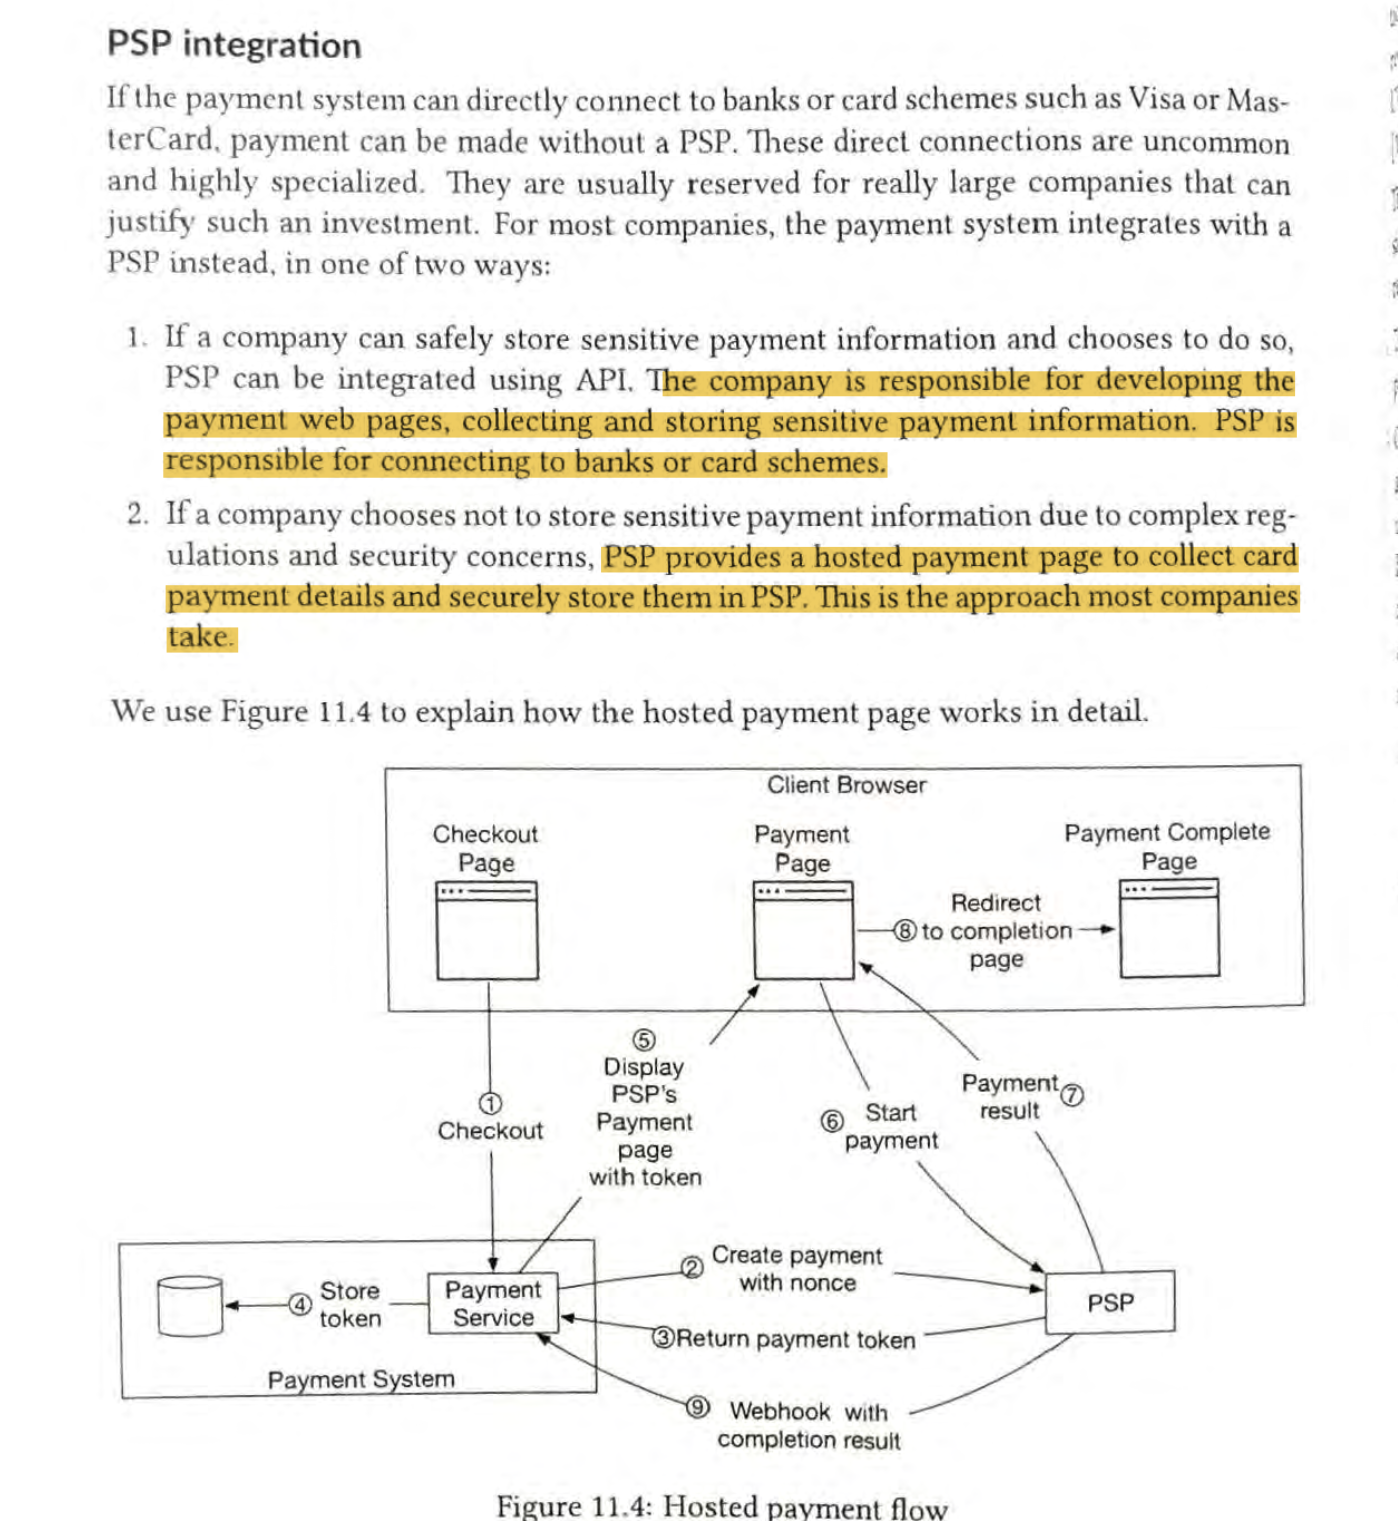 PSP integration
If the payment system can directly connect to banks or card schemes such as Visa or Mas-
terCard, payment can be made without a PSP. These direct connections are uncommon
and highly specialized. They are usually reserved for really large companies that can
justify such an investment. For most companies, the payment system integrates with a
PSP instead, in one of two ways:
1. If a company can safely store sensitive payment information and chooses to do so,
PSP can be integrated using API. The company is responsible for developing the
payment web pages, collecting and storing sensitive payment information. PSP is
responsible for connecting to banks or card schemes.
2. If a company chooses not to store sensitive payment information due to complex reg-
ulations and security concerns, PSP provides a hosted payment page to collect card
payment details and securely store them in PSP. This is the approach most companies
take.
We use Figure 11.4 to explain how the hosted payment page works in detail.
Client Browser
Checkout
Page
Payment
Page
Payment Complete
Page
Redirect
⑧ to completion
page
①
Checkout
⑤
Display
PSP's
Payment
page
with token
⑥ Start
payment
Payment ⑦
result
② Create payment
with nonce
④ Store
token
Payment
Service
PSP
③ Return payment token
Payment System
⑨ Webhook with
completion result
Figure 11.4: Hosted payment flow